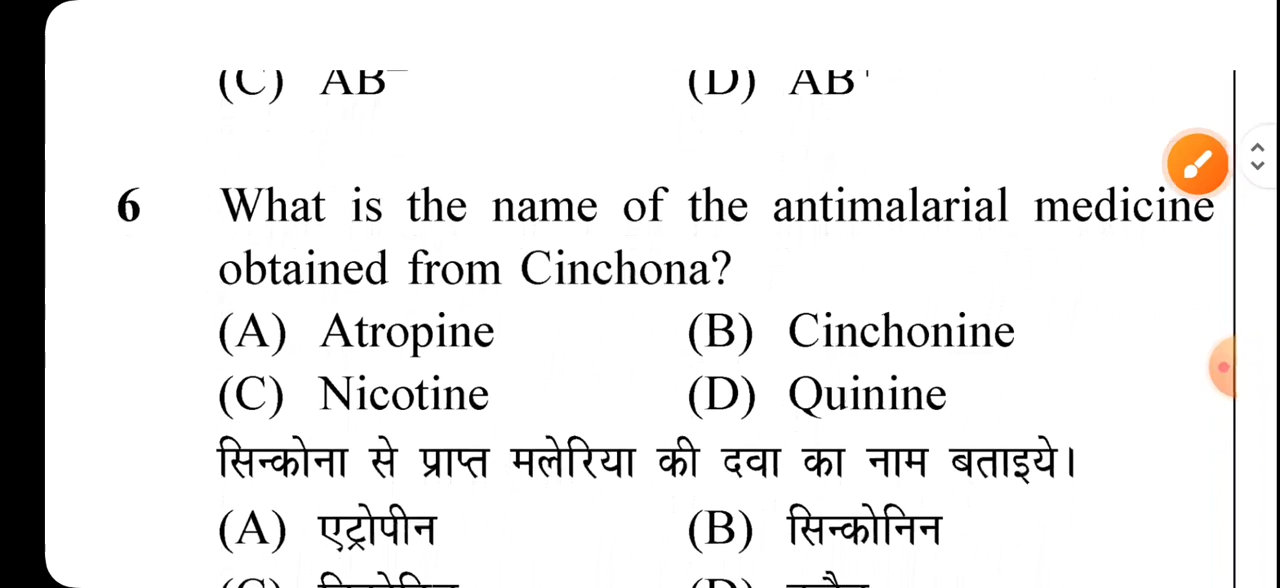 (C) AB⁻ (D) AB⁺
6 What is the name of the antimalarial medicine
obtained from Cinchona?
(A) Atropine (B) Cinchonine
(C) Nicotine (D) Quinine
सिन्कोना से प्राप्त मलेरिया की दवा का नाम बताइये।
(A) एट्रोपीन (B) सिन्कोनिन
(C) (D)